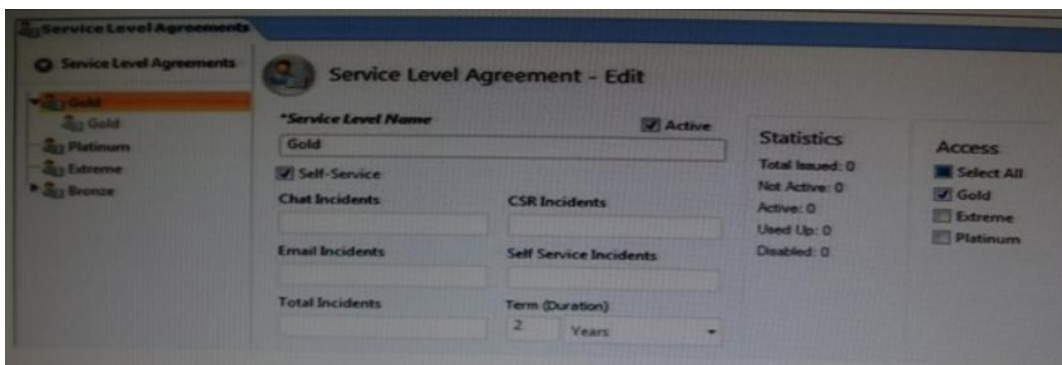 Service Level Agreements
Service Level Agreements
Gold
Gold
Platinum
Extreme
Bronze
Service Level Agreement - Edit
*Service Level Name
Active
Gold
Self-Service
Chat Incidents
CSR Incidents
Email Incidents
Self Service Incidents
Total Incidents
Term (Duration)
2 Years
Statistics
Total Issued: 0
Not Active: 0
Active: 0
Used Up: 0
Disabled: 0
Access
Select All
Gold
Extreme
Platinum